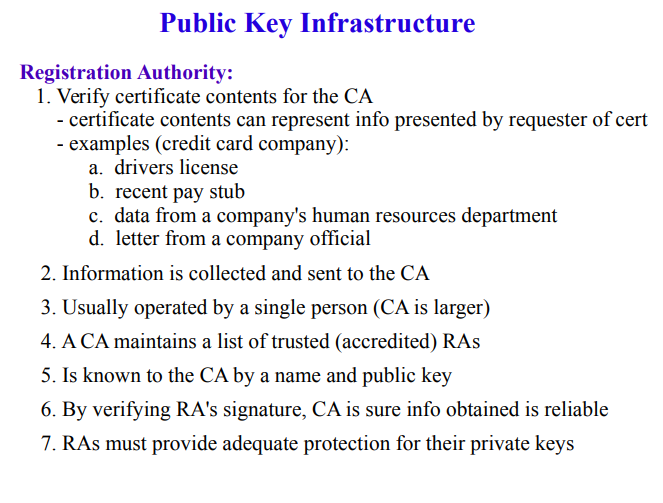 Public Key Infrastructure
Registration Authority:
1. Verify certificate contents for the CA
- certificate contents can represent info presented by requester of cert
- examples (credit card company):
a. drivers license
b. recent pay stub
c. data from a company's human resources department
d. letter from a company official
2. Information is collected and sent to the CA
3. Usually operated by a single person (CA is larger)
4. A CA maintains a list of trusted (accredited) RAs
5. Is known to the CA by a name and public key
6. By verifying RA's signature, CA is sure info obtained is reliable
7. RAs must provide adequate protection for their private keys